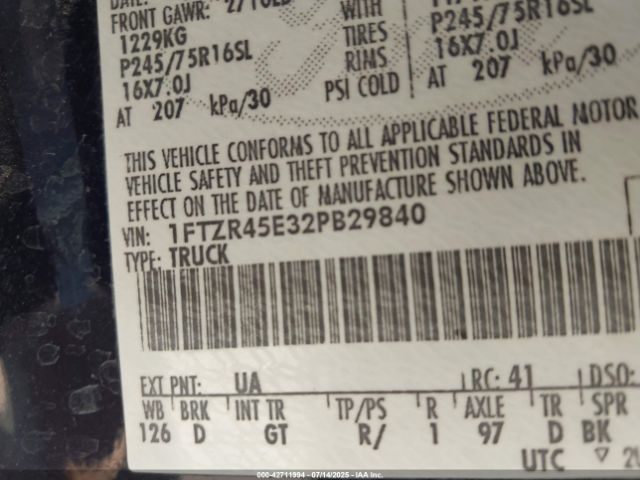 DATE:
FRONT GAWR:
1229KG WITH
P245/75R16SL TIRES P245/75R16SL
16X7.0J RIMS 16X7.0J
AT 207 kPa/30 PSI COLD AT 207 kPa/30
THIS VEHICLE CONFORMS TO ALL APPLICABLE FEDERAL MOTOR
VEHICLE SAFETY AND THEFT PREVENTION STANDARDS IN
EFFECT ON THE DATE OF MANUFACTURE SHOWN ABOVE.
VIN: 1FTZR45E32PB29840
TYPE: TRUCK
EXT PNT: UA RC: 41 DSO:
WB BRK INT TR TP/PS R AXLE TR SPR
126 D GT R/ 1 97 D BK
UTC
000-42711994 - 07/14/2025 - IAAI.CA